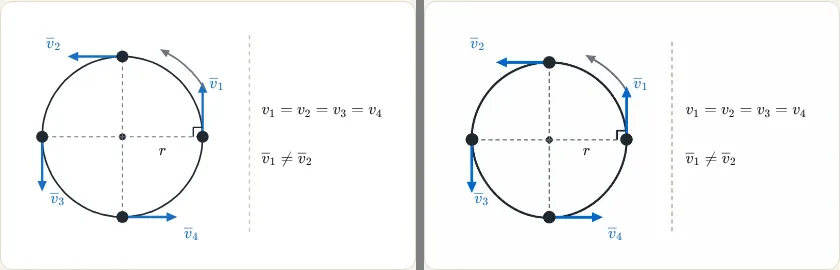 v̅₂
v̅₁
v₁ = v₂ = v₃ = v₄
r
v̅₁ ≠ v̅₂
v̅₃
v̅₄
v̅₂
v̅₁
v₁ = v₂ = v₃ = v₄
r
v̅₁ ≠ v̅₂
v̅₃
v̅₄